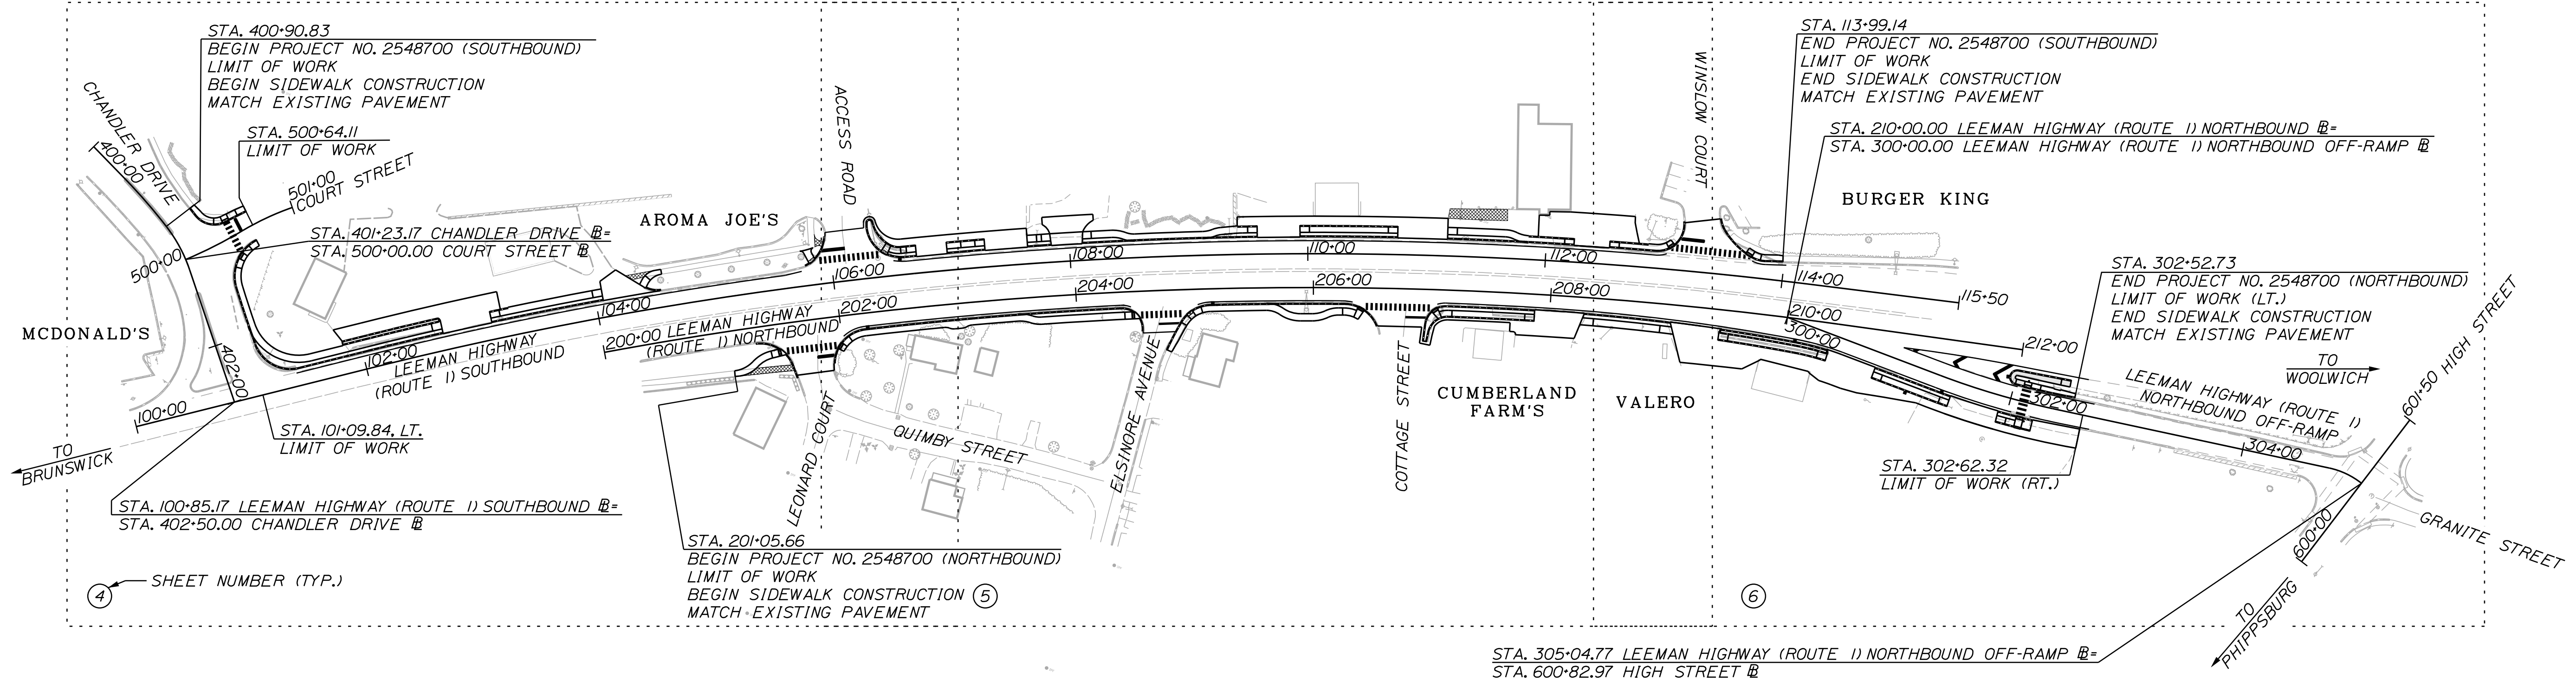 STA. 400+90.83
BEGIN PROJECT NO. 2548700 (SOUTHBOUND)
LIMIT OF WORK
BEGIN SIDEWALK CONSTRUCTION
MATCH EXISTING PAVEMENT
STA. 500+64.11
LIMIT OF WORK
CHANDLER DRIVE
400+00
501+00
COURT STREET
500+00
STA. 401+23.17 CHANDLER DRIVE BL=
STA. 500+00.00 COURT STREET BL
MCDONALD'S
402+00
100+00
TO
BRUNSWICK
STA. 101+09.84, LT.
LIMIT OF WORK
STA. 100+85.17 LEEMAN HIGHWAY (ROUTE 1) SOUTHBOUND BL=
STA. 402+50.00 CHANDLER DRIVE BL
4
SHEET NUMBER (TYP.)
102+00
LEEMAN HIGHWAY
(ROUTE 1) SOUTHBOUND
104+00
AROMA JOE'S
ACCESS ROAD
106+00
200+00 LEEMAN HIGHWAY
(ROUTE 1) NORTHBOUND
202+00
LEONARD COURT
QUIMBY STREET
ELSINORE AVENUE
STA. 201+05.66
BEGIN PROJECT NO. 2548700 (NORTHBOUND)
LIMIT OF WORK
BEGIN SIDEWALK CONSTRUCTION
MATCH EXISTING PAVEMENT
5
108+00
204+00
110+00
206+00
112+00
208+00
COTTAGE STREET
CUMBERLAND
FARM'S
VALERO
WINSLOW COURT
STA. 113+99.14
END PROJECT NO. 2548700 (SOUTHBOUND)
LIMIT OF WORK
END SIDEWALK CONSTRUCTION
MATCH EXISTING PAVEMENT
STA. 210+00.00 LEEMAN HIGHWAY (ROUTE 1) NORTHBOUND BL=
STA. 300+00.00 LEEMAN HIGHWAY (ROUTE 1) NORTHBOUND OFF-RAMP BL
BURGER KING
114+00
115+50
210+00
300+00
212+00
STA. 302+52.73
END PROJECT NO. 2548700 (NORTHBOUND)
LIMIT OF WORK (LT.)
END SIDEWALK CONSTRUCTION
MATCH EXISTING PAVEMENT
TO
WOOLWICH
302+00
LEEMAN HIGHWAY (ROUTE 1)
NORTHBOUND OFF-RAMP
304+00
601+50 HIGH STREET
STA. 302+62.32
LIMIT OF WORK (RT.)
600+00
GRANITE STREET
TO
PHIPPSBURG
6
STA. 305+04.77 LEEMAN HIGHWAY (ROUTE 1) NORTHBOUND OFF-RAMP BL=
STA. 600+82.97 HIGH STREET BL